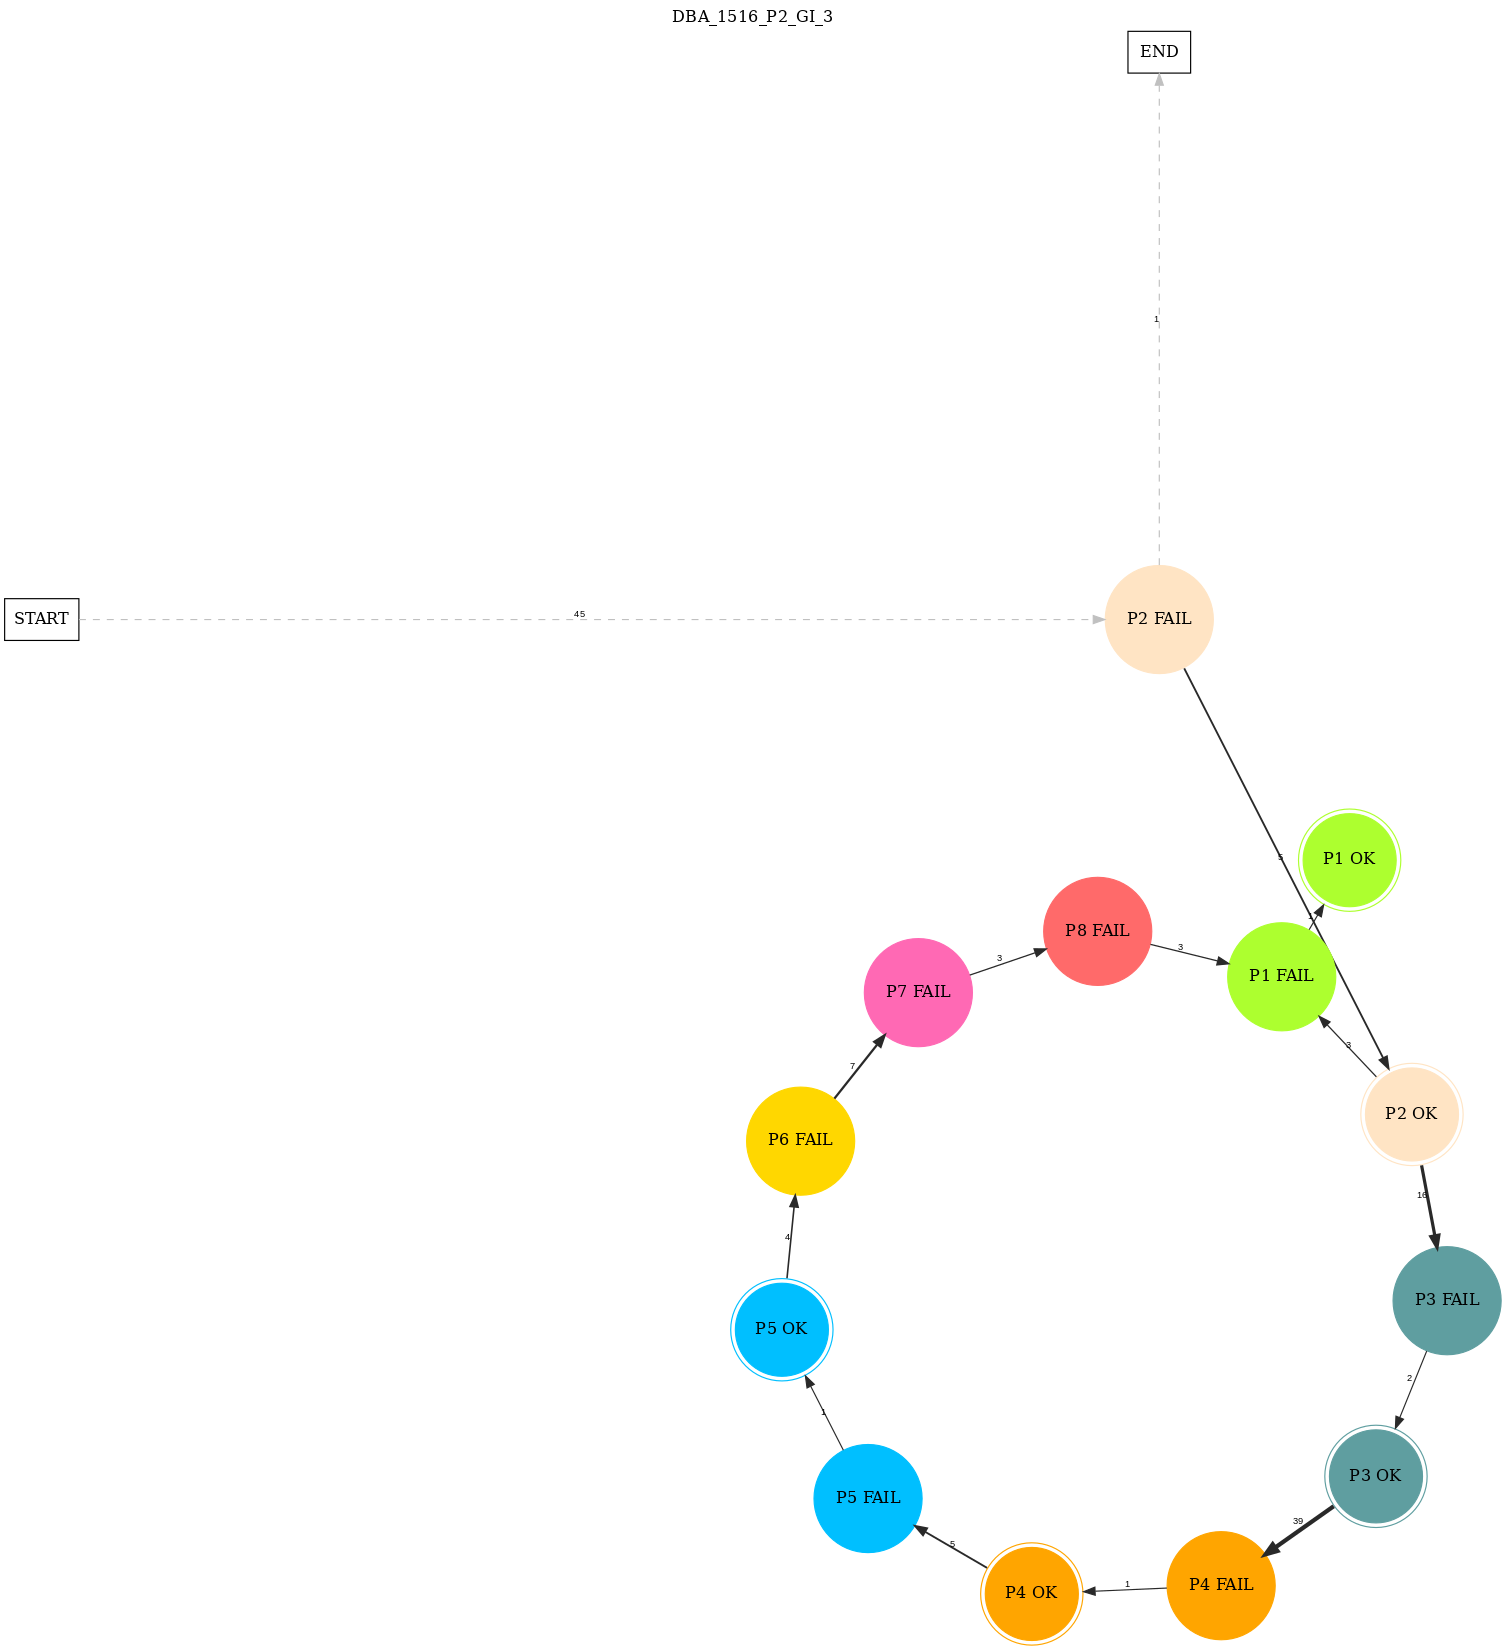 DBA_1516_P2_GI_3
END
1
START
45
P2 FAIL
5
P1 OK
P8 FAIL
3
1
P1 FAIL
P7 FAIL
3
3
7
P2 OK
P6 FAIL
16
4
P3 FAIL
P5 OK
2
1
P3 OK
P5 FAIL
39
5
P4 FAIL
1
P4 OK